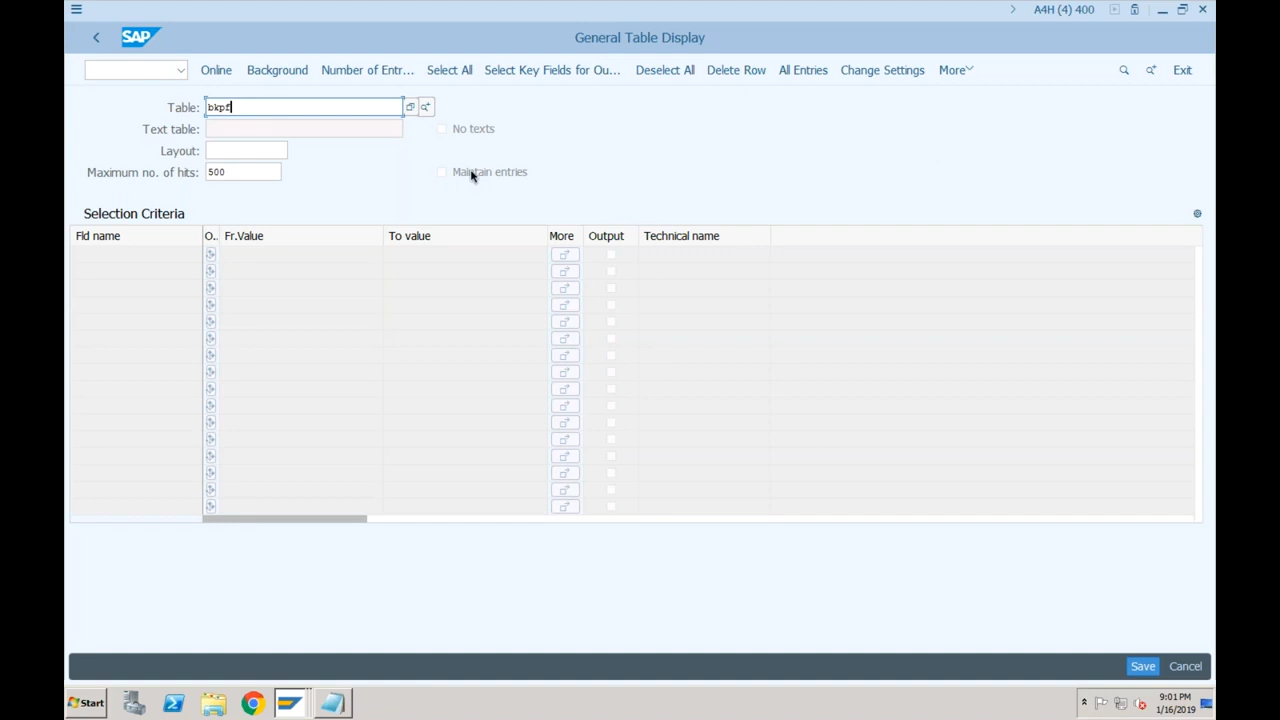 A4H (4) 400
SAP
General Table Display
Online Background Number of Entr... Select All Select Key Fields for Ou... Deselect All Delete Row All Entries Change Settings More Exit
Table: bkpf
Text table: No texts
Layout:
Maximum no. of hits: 500 Maintain entries
Selection Criteria
Fld name O.. Fr.Value To value More Output Technical name
Save Cancel
Start
9:01 PM
1/16/2019